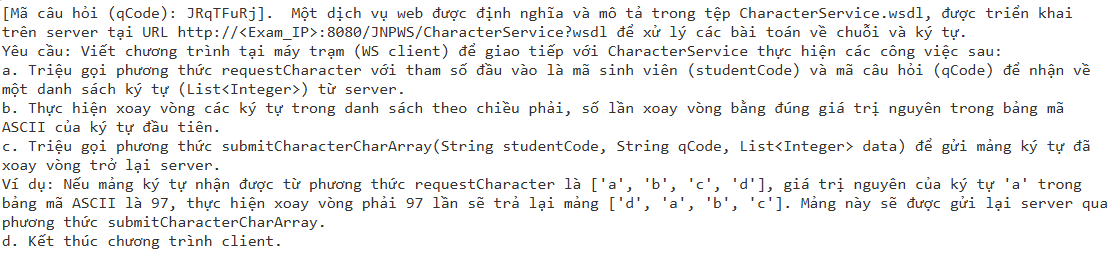 [Mã câu hỏi (qCode): JRqTFuRj].  Một dịch vụ web được định nghĩa và mô tả trong tệp CharacterService.wsdl, được triển khai
trên server tại URL http://<Exam_IP>:8080/JNPWS/CharacterService?wsdl để xử lý các bài toán về chuỗi và ký tự.
Yêu cầu: Viết chương trình tại máy trạm (WS client) để giao tiếp với CharacterService thực hiện các công việc sau:
a. Triệu gọi phương thức requestCharacter với tham số đầu vào là mã sinh viên (studentCode) và mã câu hỏi (qCode) để nhận về
một danh sách ký tự (List<Integer>) từ server.
b. Thực hiện xoay vòng các ký tự trong danh sách theo chiều phải, số lần xoay vòng bằng đúng giá trị nguyên trong bảng mã
ASCII của ký tự đầu tiên.
c. Triệu gọi phương thức submitCharacterCharArray(String studentCode, String qCode, List<Integer> data) để gửi mảng ký tự đã
xoay vòng trở lại server.
Ví dụ: Nếu mảng ký tự nhận được từ phương thức requestCharacter là ['a', 'b', 'c', 'd'], giá trị nguyên của ký tự 'a' trong
bảng mã ASCII là 97, thực hiện xoay vòng phải 97 lần sẽ trả lại mảng ['d', 'a', 'b', 'c']. Mảng này sẽ được gửi lại server qua
phương thức submitCharacterCharArray.
d. Kết thúc chương trình client.